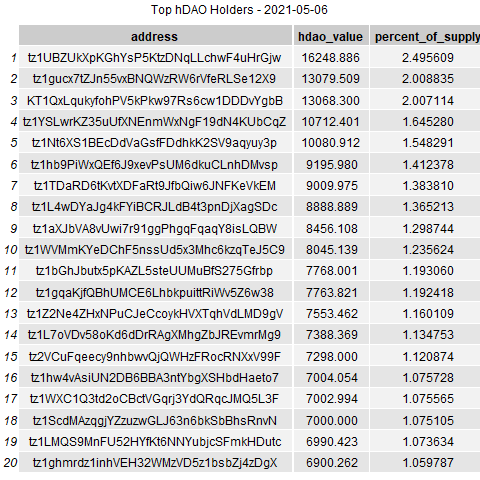 Top hDAO Holders - 2021-05-06
address hdao_value percent_of_supply
1 tz1UBZUkXpKGhYsP5KtzDNqLLchwF4uHrGjw 16248.886 2.495609
2 tz1gucx7tZJn55vxBNQWzRW6rVfeRLSe12X9 13079.509 2.008835
3 KT1QxLqukyfohPV5kPkw97Rs6cw1DDDvYgbB 13068.300 2.007114
4 tz1YSLwrKZ35uUfXNEnmWxNgF19dN4KUbCqZ 10712.401 1.645280
5 tz1Nt6XS1BEcDdVaGsfFDdhkK2SV9aqyuy3p 10080.912 1.548291
6 tz1hb9PiWxQEf6J9xevPsUM6dkuCLnhDMvsp 9195.980 1.412378
7 tz1TDaRD6tKvtXDFaRt9JfbQiw6JNFKeVkEM 9009.975 1.383810
8 tz1L4wDYaJg4kFYiBCRJLdB4t3pnDjXagSDc 8888.889 1.365213
9 tz1aXJbVA8vUwi7r91ggPhgqFqaqY8isLQBW 8456.108 1.298744
10 tz1WVMmKYeDChF5nssUd5x3Mhc6kzqTeJ5C9 8045.139 1.235624
11 tz1bGhJbutx5pKAZL5steUUMuBfS275Gfrbp 7768.001 1.193060
12 tz1gqaKjfQBhUMCE6LhbkpuittRiWv5Z6w38 7763.821 1.192418
13 tz1Z2Ne4ZHxNPuCJeCcoykHVXTqhVdLMD9gV 7553.462 1.160109
14 tz1L7oVDv58oKd6dDrRAgXMhgZbJREvmrMg9 7388.369 1.134753
15 tz2VCuFqeecy9nhbwvQjQWHzFRocRNXxV99F 7298.000 1.120874
16 tz1hw4vAsiUN2DB6BBA3ntYbgXSHbdHaeto7 7004.054 1.075728
17 tz1WXC1Q3td2oCBctVGqrj3YdQRqcJMQ5L3F 7002.994 1.075565
18 tz1ScdMAzqgjYZzuzwGLJ63n6bkSbBhsRnvN 7000.000 1.075105
19 tz1LMQS9MnFU52HYfKt6NNYubjcSFmkHDutc 6990.423 1.073634
20 tz1ghmrdz1inhVEH32WMzVD5z1bsbZj4zDgX 6900.262 1.059787